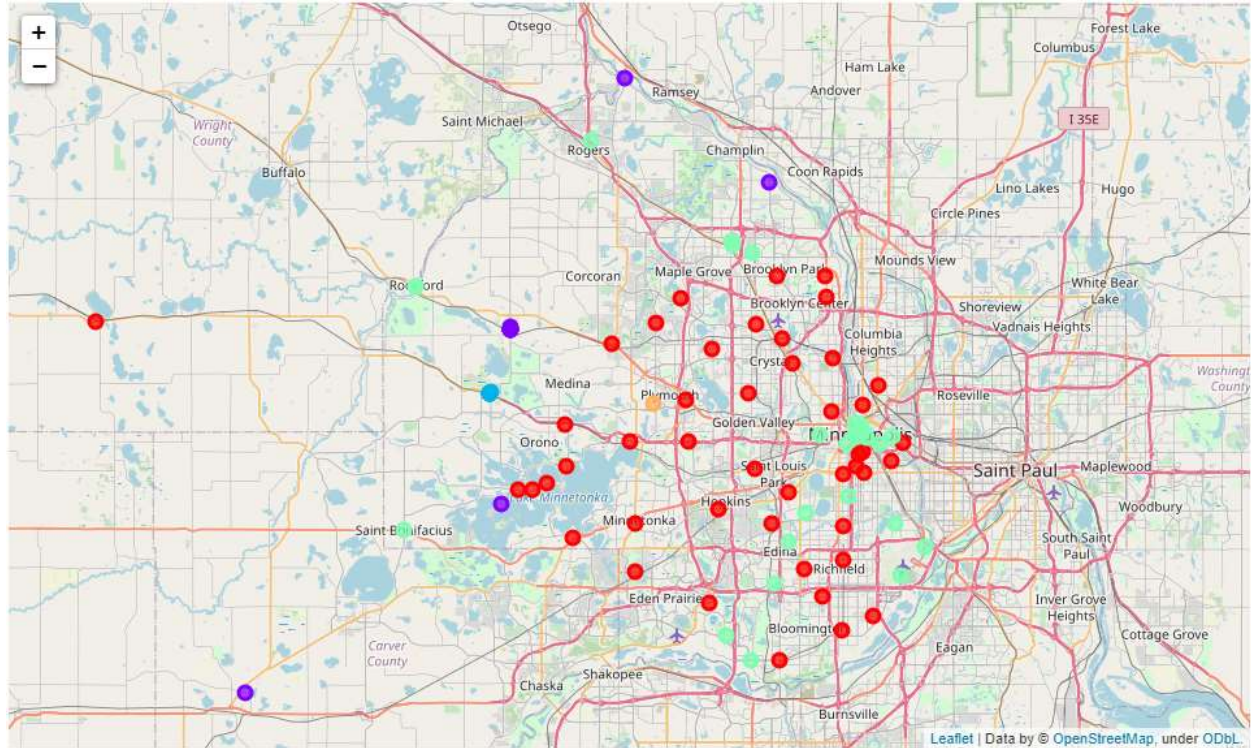 +
−
Otsego
Forest Lake
Columbus
Ham Lake
Ramsey
Andover
Saint Michael
I 35E
Wright
County
Rogers
Champlin
Buffalo
Coon Rapids
Lino Lakes
Hugo
Circle Pines
Mounds View
Corcoran
Maple Grove
Brooklyn Park
White Bear
Lake
Rockford
Brooklyn Center
Shoreview
Vadnais Heights
Columbia
Heights
Crystal
Washington
County
Medina
Plymouth
Roseville
Golden Valley
Minneapolis
Orono
Saint Louis
Park
Saint Paul
Maplewood
Lake Minnetonka
Hopkins
Woodbury
Saint Bonifacius
Minnetonka
South Saint
Paul
Edina
Richfield
Eden Prairie
Inver Grove
Heights
Bloomington
Cottage Grove
Carver
County
Eagan
Shakopee
Chaska
Burnsville
Leaflet | Data by © OpenStreetMap, under ODbL.